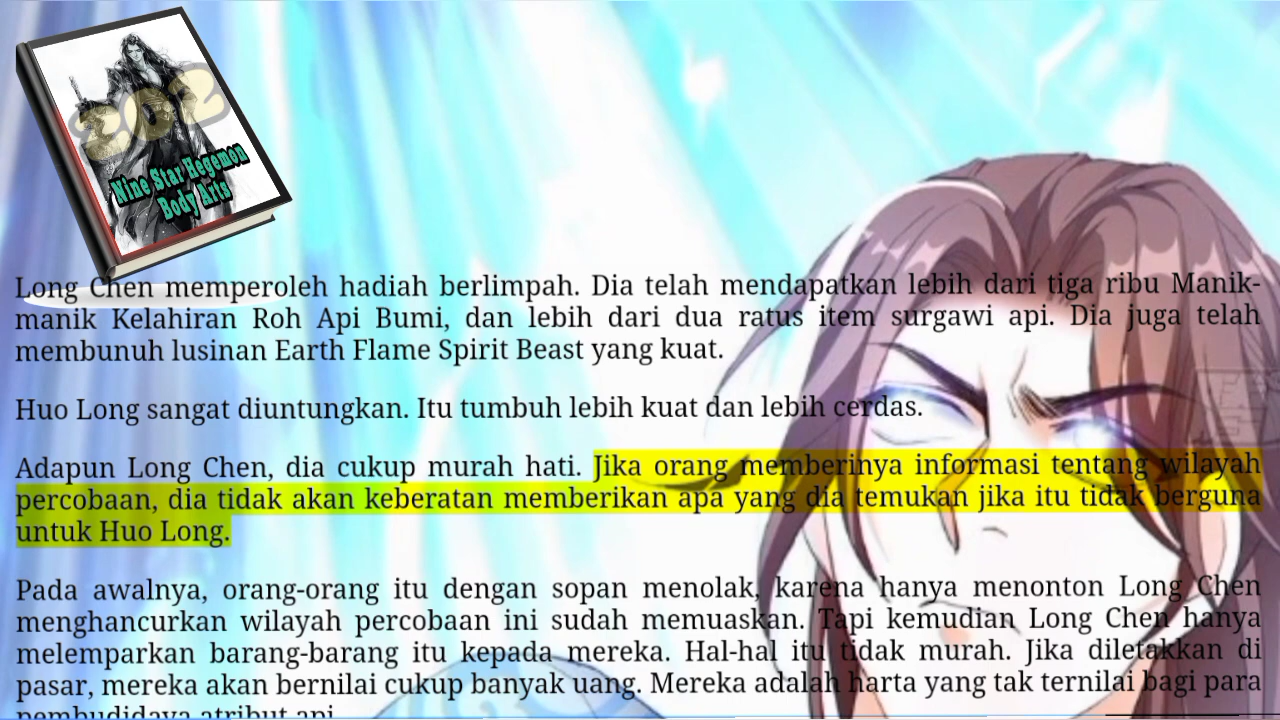 202
Nine Star Hegemon
Body Arts
Long Chen memperoleh hadiah berlimpah. Dia telah mendapatkan lebih dari tiga ribu Manik-
manik Kelahiran Roh Api Bumi, dan lebih dari dua ratus item surgawi api. Dia juga telah
membunuh lusinan Earth Flame Spirit Beast yang kuat.
Huo Long sangat diuntungkan. Itu tumbuh lebih kuat dan lebih cerdas.
Adapun Long Chen, dia cukup murah hati. Jika orang memberinya informasi tentang wilayah
percobaan, dia tidak akan keberatan memberikan apa yang dia temukan jika itu tidak berguna
untuk Huo Long.
Pada awalnya, orang-orang itu dengan sopan menolak, karena hanya menonton Long Chen
menghancurkan wilayah percobaan ini sudah memuaskan. Tapi kemudian Long Chen hanya
melemparkan barang-barang itu kepada mereka. Hal-hal itu tidak murah. Jika diletakkan di
pasar, mereka akan bernilai cukup banyak uang. Mereka adalah harta yang tak ternilai bagi para
pembudidaya atribut api.